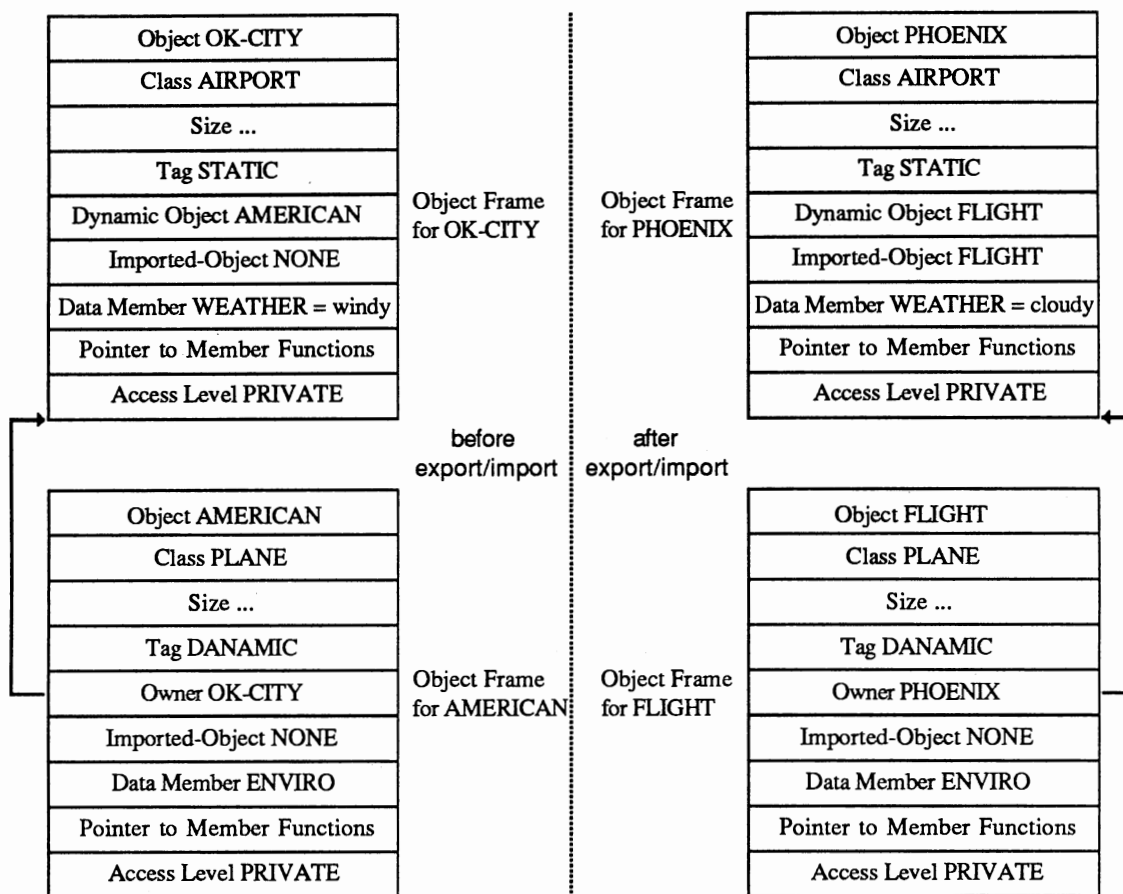 Object OK-CITY
Class AIRPORT
Size ...
Tag STATIC
Dynamic Object AMERICAN
Imported-Object NONE
Data Member WEATHER = windy
Pointer to Member Functions
Access Level PRIVATE
Object Frame
for OK-CITY
Object PHOENIX
Class AIRPORT
Size ...
Tag STATIC
Dynamic Object FLIGHT
Imported-Object FLIGHT
Data Member WEATHER = cloudy
Pointer to Member Functions
Access Level PRIVATE
Object Frame
for PHOENIX
before
export/import
after
export/import
Object AMERICAN
Class PLANE
Size ...
Tag DANAMIC
Owner OK-CITY
Imported-Object NONE
Data Member ENVIRO
Pointer to Member Functions
Access Level PRIVATE
Object Frame
for AMERICAN
Object FLIGHT
Class PLANE
Size ...
Tag DANAMIC
Owner PHOENIX
Imported-Object NONE
Data Member ENVIRO
Pointer to Member Functions
Access Level PRIVATE
Object Frame
for FLIGHT